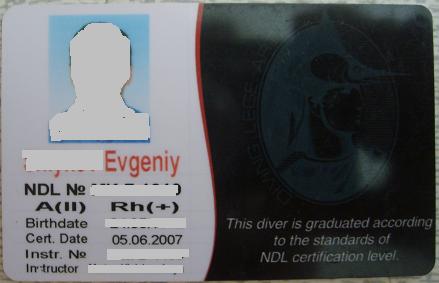 Evgeniy
NDL №
A(II) Rh(+)
Birthdate
Cert. Date 05.06.2007
Instr. №
Instructor
This diver is graduated according
to the standards of
NDL certification level.